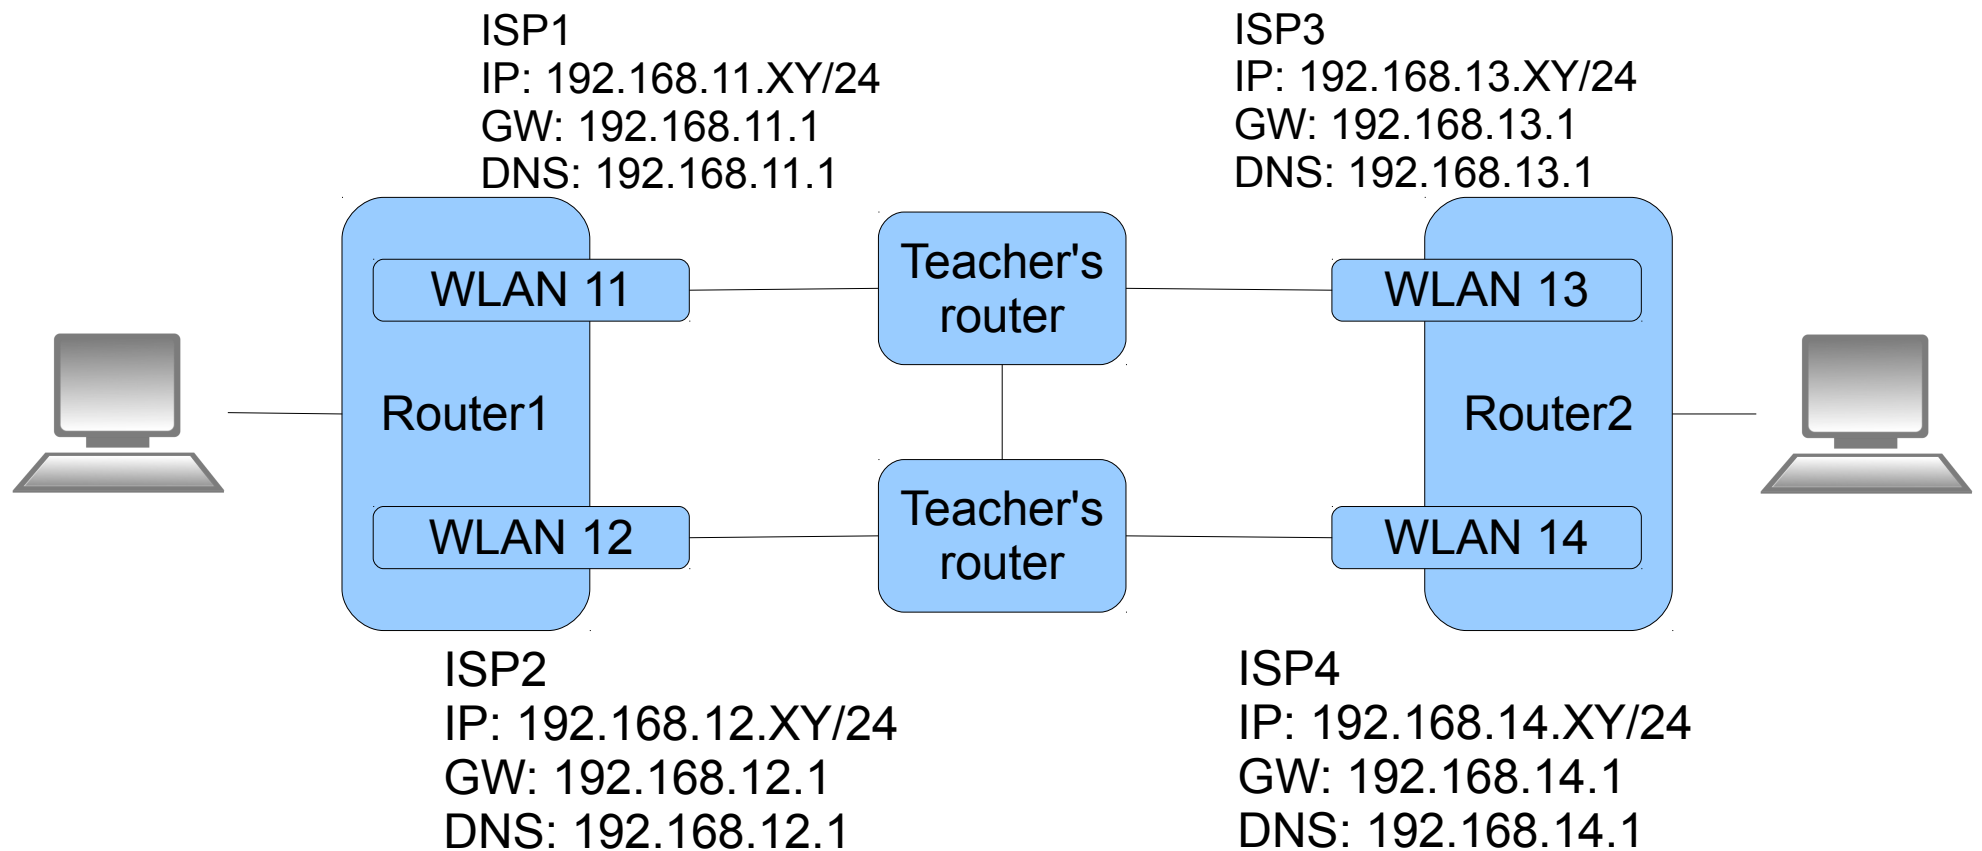 ISP1
IP: 192.168.11.XY/24
GW: 192.168.11.1
DNS: 192.168.11.1
ISP3
IP: 192.168.13.XY/24
GW: 192.168.13.1
DNS: 192.168.13.1
WLAN 11
Teacher's
router
WLAN 13
Router1
Router2
WLAN 12
Teacher's
router
WLAN 14
ISP2
IP: 192.168.12.XY/24
GW: 192.168.12.1
DNS: 192.168.12.1
ISP4
IP: 192.168.14.XY/24
GW: 192.168.14.1
DNS: 192.168.14.1